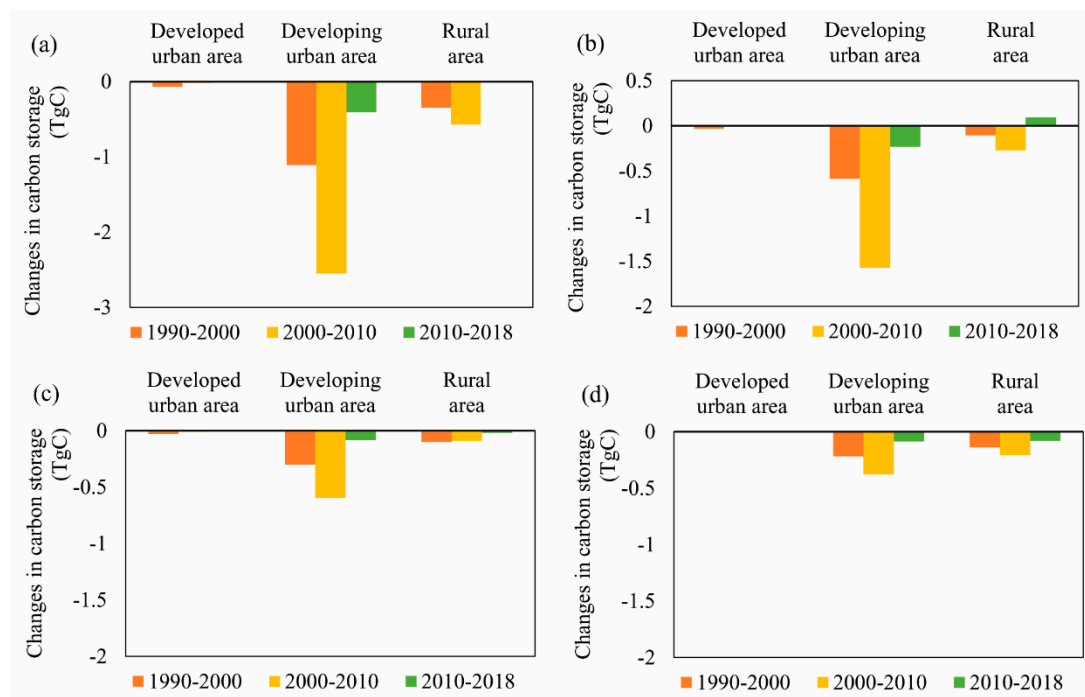 (a)
Developed urban area
Developing urban area
Rural area
Changes in carbon storage (TgC)
0
-1
-2
-3
1990-2000 2000-2010 2010-2018
(b)
Developed urban area
Developing urban area
Rural area
Changes in carbon storage (TgC)
0.5
0
-0.5
-1
-1.5
-2
1990-2000 2000-2010 2010-2018
(c)
Developed urban area
Developing urban area
Rural area
Changes in carbon storage (TgC)
0
-0.5
-1
-1.5
-2
1990-2000 2000-2010 2010-2018
(d)
Developed urban area
Developing urban area
Rural area
Changes in carbon storage (TgC)
0
-0.5
-1
-1.5
-2
1990-2000 2000-2010 2010-2018